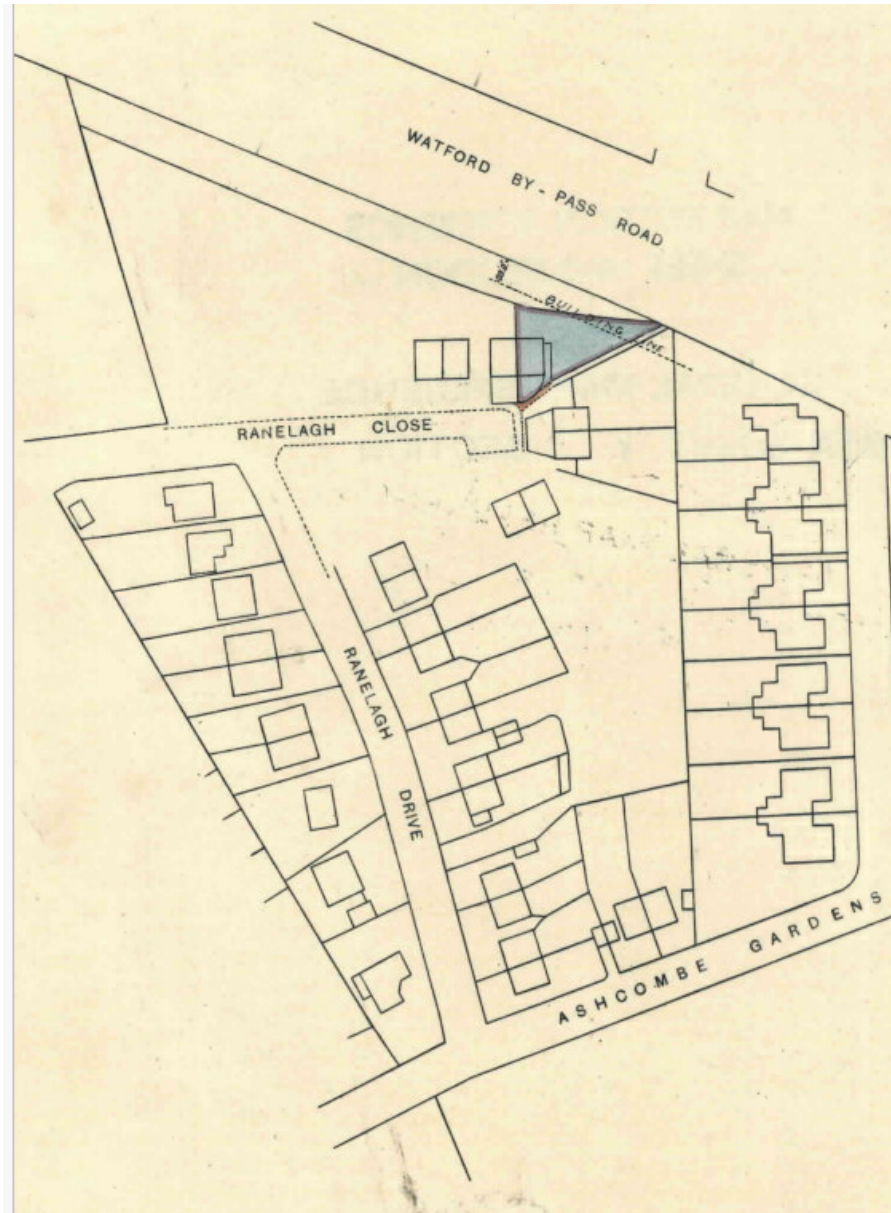 WATFORD BY - PASS ROAD
BUILDING LINE
RANELAGH CLOSE
RANELAGH DRIVE
ASHCOMBE GARDENS